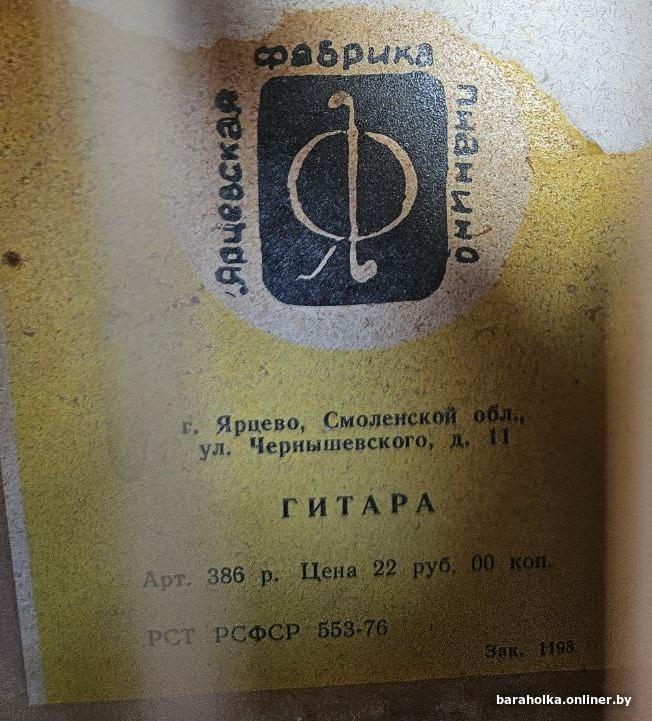 Ярцевская
фабрика
пианино
г. Ярцево, Смоленской обл.,
ул. Чернышевского, д. 11
ГИТАРА
Арт. 386 р. Цена 22 руб. 00 коп.
РСТ РСФСР 553-76
Зак. 1198
baraholka.onliner.by